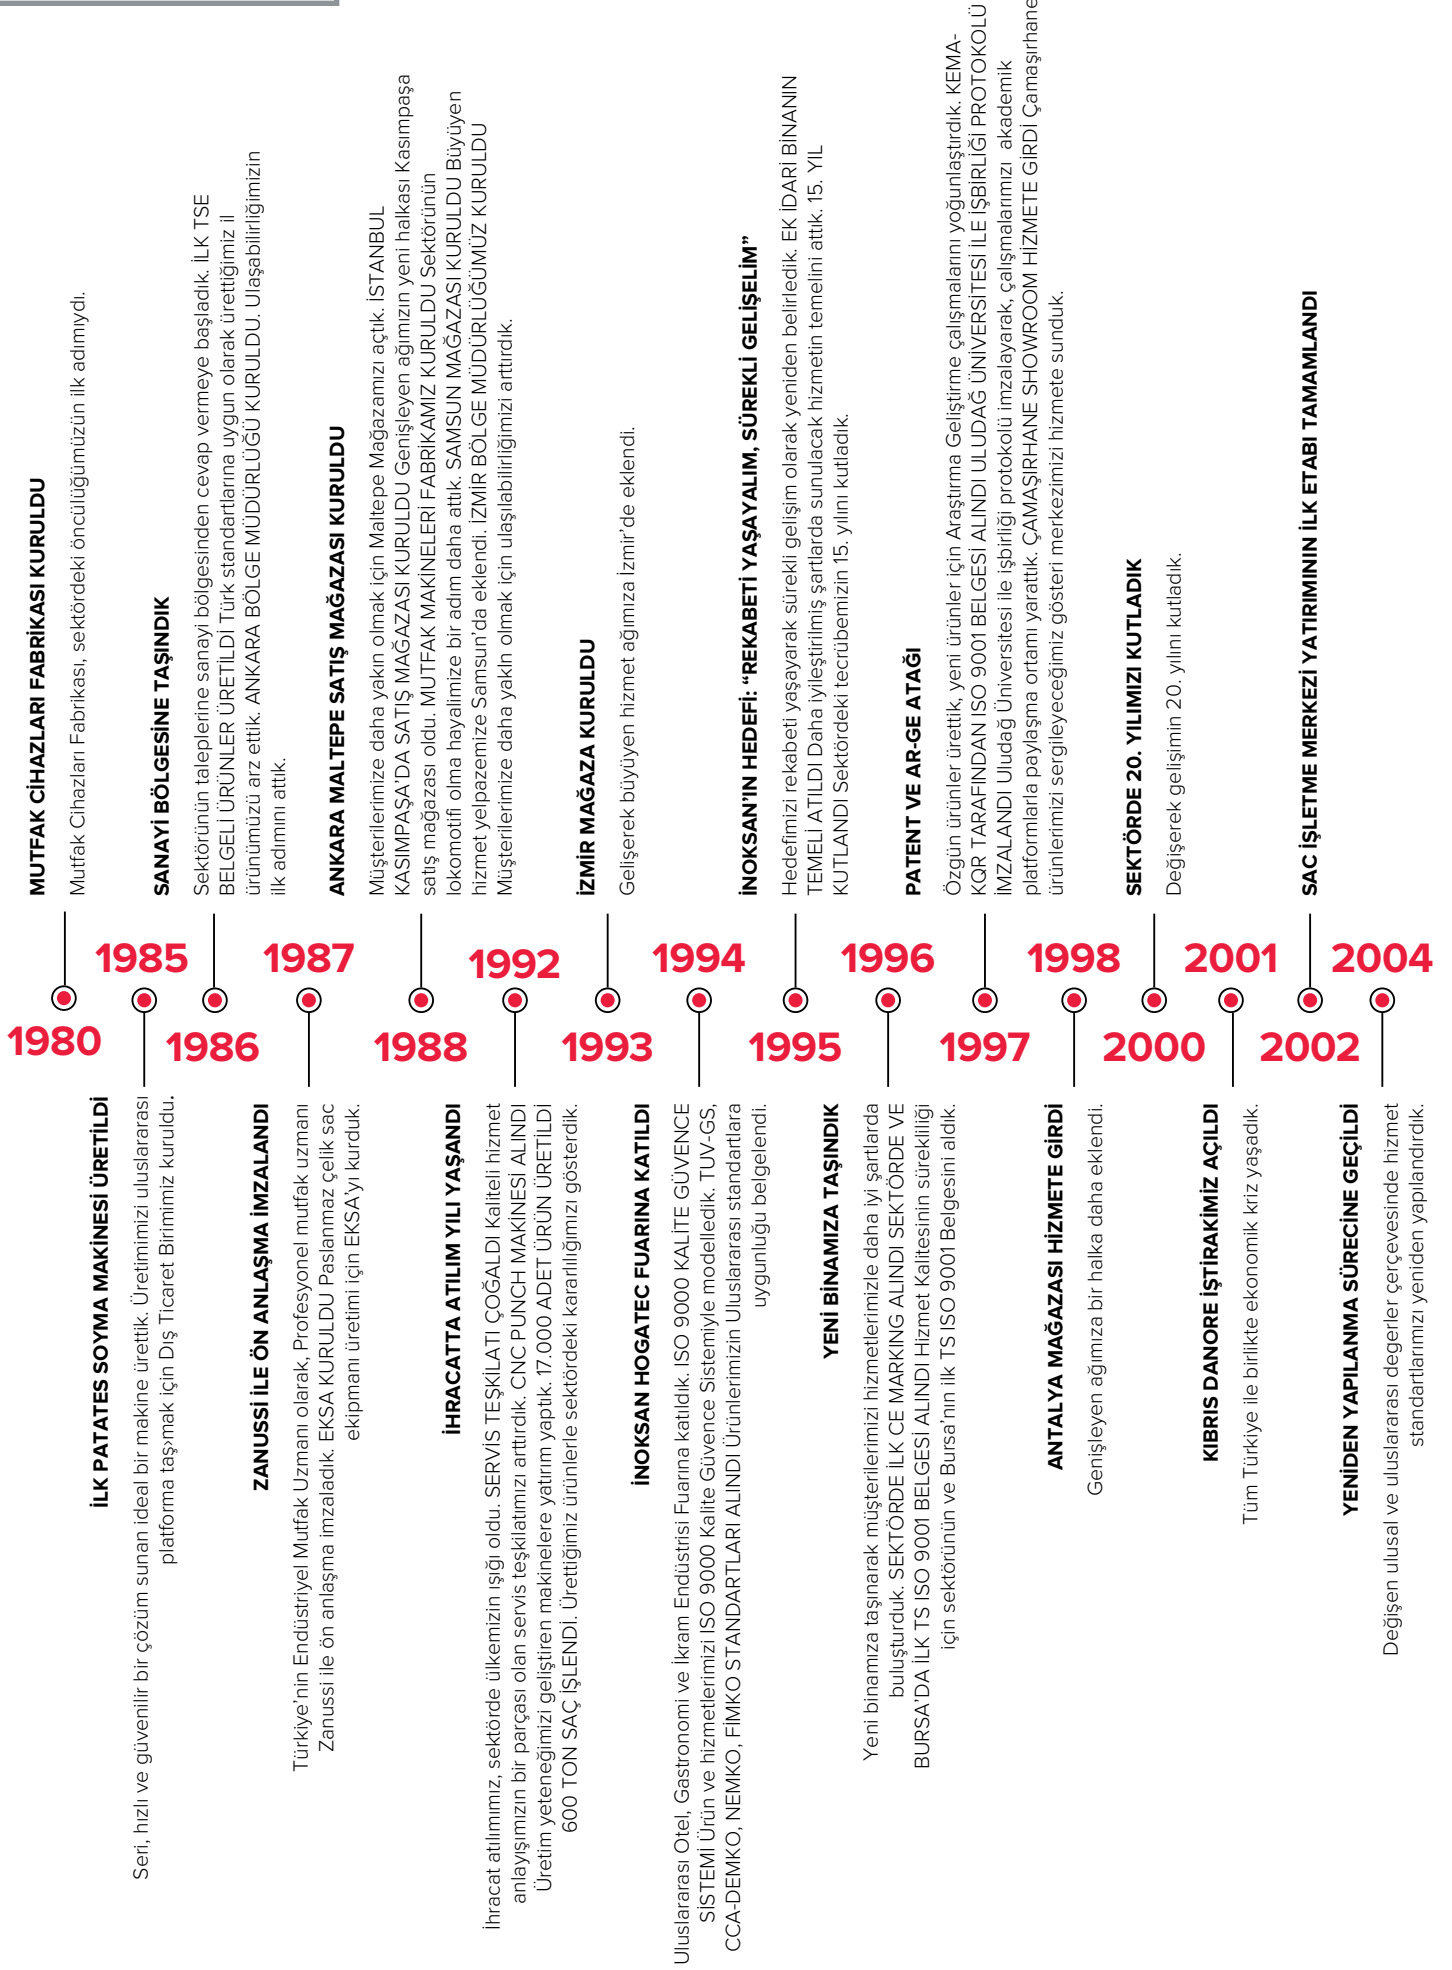 1980
MUTFAK CİHAZLARI FABRİKASI KURULDU
Mutfak Cihazları Fabrikası, sektördeki öncülüğümüzün ilk adımıydı.
1985
İLK PATATES SOYMA MAKİNESİ ÜRETİLDİ
Seri, hızlı ve güvenilir bir çözüm sunan ideal bir makine ürettik. Üretimimizi uluslararası
platforma taş›mak için Dış Ticaret Birimimiz kuruldu.
1986
SANAYİ BÖLGESİNE TAŞINDIK
Sektörünün taleplerine sanayi bölgesinden cevap vermeye başladık. İLK TSE
BELGELİ ÜRÜNLER ÜRETİLDİ Türk standartlarına uygun olarak ürettiğimiz il
ürünümüzü arz ettik. ANKARA BÖLGE MÜDÜRLÜĞÜ KURULDU. Ulaşabilirliğimizin
ilk adımını attık.
1987
ZANUSSİ İLE ÖN ANLAŞMA İMZALANDI
Türkiye'nin Endüstriyel Mutfak Uzmanı olarak, Profesyonel mutfak uzmanı
Zanussi ile ön anlaşma imzaladık. EKSA KURULDU Paslanmaz çelik sac
ekipmanı üretimi için EKSA'yı kurduk.
1988
ANKARA MALTEPE SATIŞ MAĞAZASI KURULDU
Müşterilerimize daha yakın olmak için Maltepe Mağazamızı açtık. İSTANBUL
KASIMPAŞA'DA SATIŞ MAĞAZASI KURULDU Genişleyen ağımızın yeni halkası Kasımpaşa
satış mağazası oldu. MUTFAK MAKİNELERİ FABRİKAMIZ KURULDU Sektörünün
lokomotifi olma hayalimize bir adım daha attık. SAMSUN MAĞAZASI KURULDU Büyüyen
hizmet yelpazemize Samsun'da eklendi. İZMİR BÖLGE MÜDÜRLÜĞÜMÜZ KURULDU
Müşterilerimize daha yakln olmak için ulaşılabilirliğimizi arttırdık.
1992
İHRACATTA ATILIM YILI YAŞANDI
İhracat atılımımız, sektörde ülkemizin ışığı oldu. SERVİS TEŞKİLATI ÇOĞALDI Kaliteli hizmet
anlayışımızın bir parçası olan servis teşkilatımızı arttırdık. CNC PUNCH MAKİNESİ ALINDI
Üretim yeteneğimizi geliştiren makinelere yatırım yaptık. 17.000 ADET ÜRÜN ÜRETİLDİ
600 TON SAÇ İŞLENDİ. Ürettiğimiz ürünlerle sektördeki kararlılığımızı gösterdik.
1993
İZMİR MAĞAZA KURULDU
Gelişerek büyüyen hizmet ağımıza İzmir'de eklendi.
1994
İNOKSAN HOGATEC FUARINA KATILDI
Uluslararası Otel, Gastronomi ve İkram Endüstrisi Fuarına katıldık. ISO 9000 KALİTE GÜVENCE
SİSTEMİ Ürün ve hizmetlerimizi ISO 9000 Kalite Güvence Sistemiyle modelledik. TUV-GS,
CCA-DEMKO, NEMKO, FİMKO STANDARTLARI ALINDI Ürünlerimizin Uluslararası standartlara
uygunluğu belgelendi.
1995
İNOKSAN'IN HEDEFİ: “REKABETİ YAŞAYALIM, SÜREKLİ GELİŞELİM”
Hedefimizi rekabeti yaşayarak sürekli gelişim olarak yeniden belirledik. EK İDARİ BİNANIN
TEMELİ ATILDI Daha iyileştirilmiş şartlarda sunulacak hizmetin temelini attık. 15. YIL
KUTLANDI Sektördeki tecrübemizin 15. yılını kutladık.
1996
YENİ BİNAMIZA TAŞINDIK
Yeni binamıza taşınarak müşterilerimizi hizmetlerimizle daha iyi şartlarda
buluşturduk. SEKTÖRDE İLK CE MARKING ALINDI SEKTÖRDE VE
BURSA'DA İLK TS ISO 9001 BELGESİ ALINDI Hizmet Kalitesinin sürekliliği
için sektörünün ve Bursa'nın ilk TS ISO 9001 Belgesini aldık.
1997
PATENT VE AR-GE ATAĞI
Özgün ürünler ürettik, yeni ürünler için Araştırma Geliştirme çalışmalarını yoğunlaştırdık. KEMA-
KQR TARAFINDAN ISO 9001 BELGESİ ALINDI ULUDAĞ ÜNİVERSİTESİ İLE İŞBİRLİĞİ PROTOKOLÜ
İMZALANDI Uludağ Üniversitesi ile işbirliği protokolü imzalayarak, çalışmalarımızı akademik
platformlarla paylaşma ortamı yarattık. ÇAMAŞIRHANE SHOWROOM HİZMETE GİRDİ Çamaşırhane
ürünlerimizi sergileyeceğimiz gösteri merkezimizi hizmete sunduk.
1998
ANTALYA MAĞAZASI HİZMETE GİRDİ
Genişleyen ağımıza bir halka daha eklendi.
2000
SEKTÖRDE 20. YILIMIZI KUTLADIK
Değişerek gelişimin 20. yılını kutladık.
2001
KIBRIS DANORE İŞTİRAKİMİZ AÇILDI
Tüm Türkiye ile birlikte ekonomik kriz yaşadık.
2002
SAC İŞLETME MERKEZİ YATIRIMININ İLK ETABI TAMAMLANDI
2004
YENİDEN YAPILANMA SÜRECİNE GEÇİLDİ
Değişen ulusal ve uluslararası degerler çerçevesinde hizmet
standartlarımızı yeniden yapılandırdık.